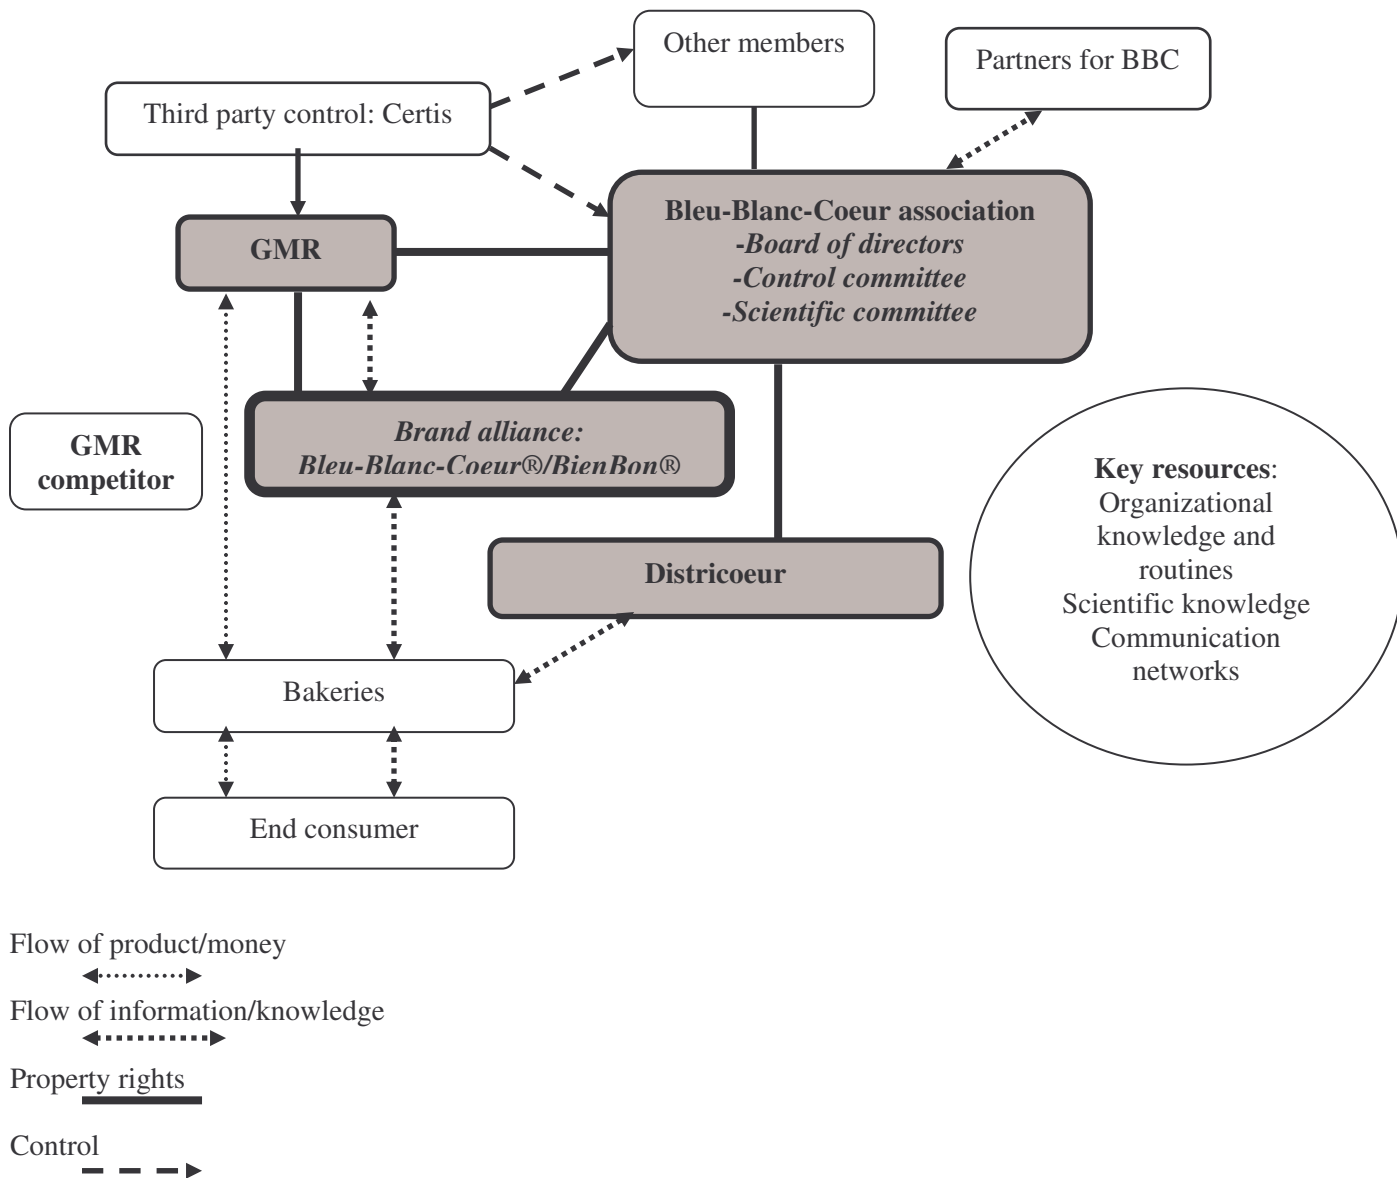 Other members
Partners for BBC
Third party control: Certis
Bleu-Blanc-Coeur association
-Board of directors
-Control committee
-Scientific committee
GMR
Brand alliance:
Bleu-Blanc-Coeur®/BienBon®
GMR
competitor
Key resources:
Organizational
knowledge and
routines
Scientific knowledge
Communication
networks
Districoeur
Bakeries
End consumer
Flow of product/money
Flow of information/knowledge
Property rights
Control